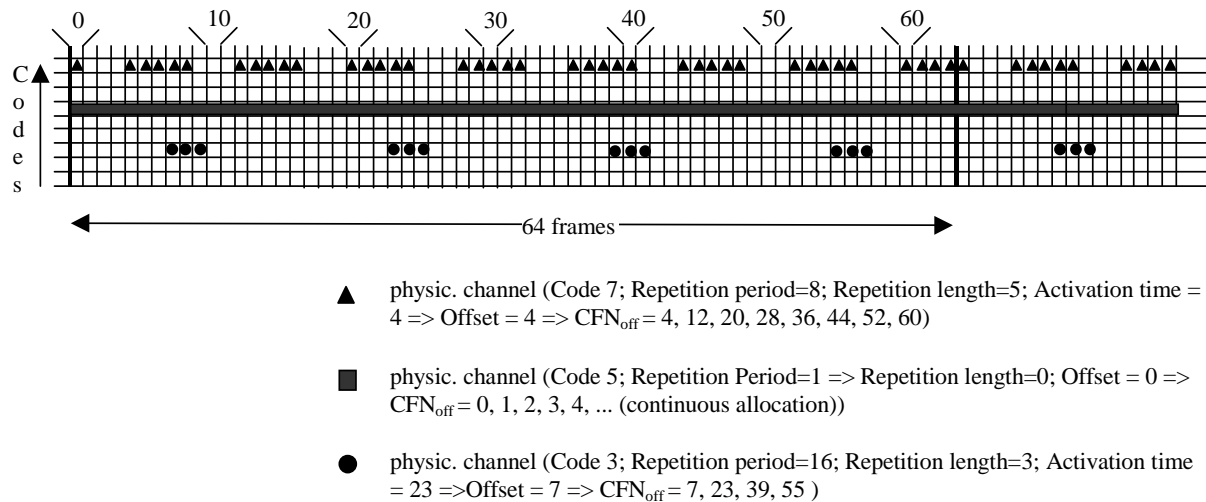 0 10 20 30 40 50 60
C
o
d
e
s
64 frames
physic. channel (Code 7; Repetition period=8; Repetition length=5; Activation time =
4 => Offset = 4 => CFNoff = 4, 12, 20, 28, 36, 44, 52, 60)
physic. channel (Code 5; Repetition Period=1 => Repetition length=0; Offset = 0 =>
CFNoff = 0, 1, 2, 3, 4, ... (continuous allocation))
physic. channel (Code 3; Repetition period=16; Repetition length=3; Activation time
= 23 =>Offset = 7 => CFNoff = 7, 23, 39, 55 )